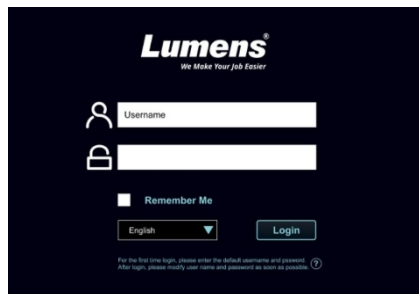 Lumens®
We Make Your Job Easier
Username
Remember Me
English
Login
For the first time login, please enter the default username and pssword.
After login, please modify user name and password as soon as possible. ?